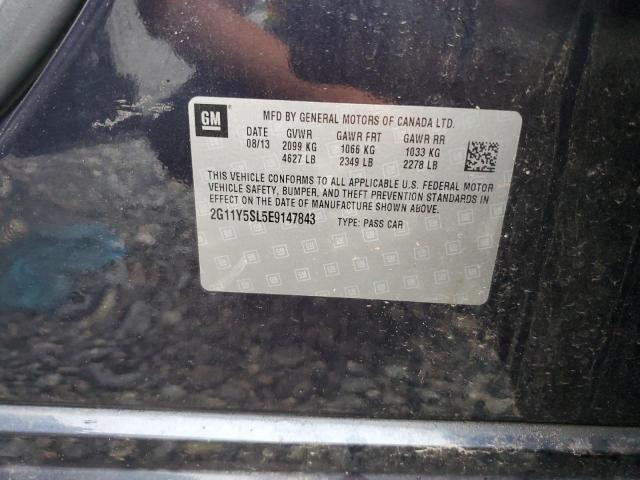 GM
MFD BY GENERAL MOTORS OF CANADA LTD.
DATE GVWR GAWR FRT GAWR RR
08/13 2099 KG 1066 KG 1033 KG
4627 LB 2349 LB 2278 LB
THIS VEHICLE CONFORMS TO ALL APPLICABLE U.S. FEDERAL MOTOR
VEHICLE SAFETY, BUMPER, AND THEFT PREVENTION STANDARDS IN
EFFECT ON THE DATE OF MANUFACTURE SHOWN ABOVE.
2G11Y5SL5E9147843 TYPE: PASS CAR